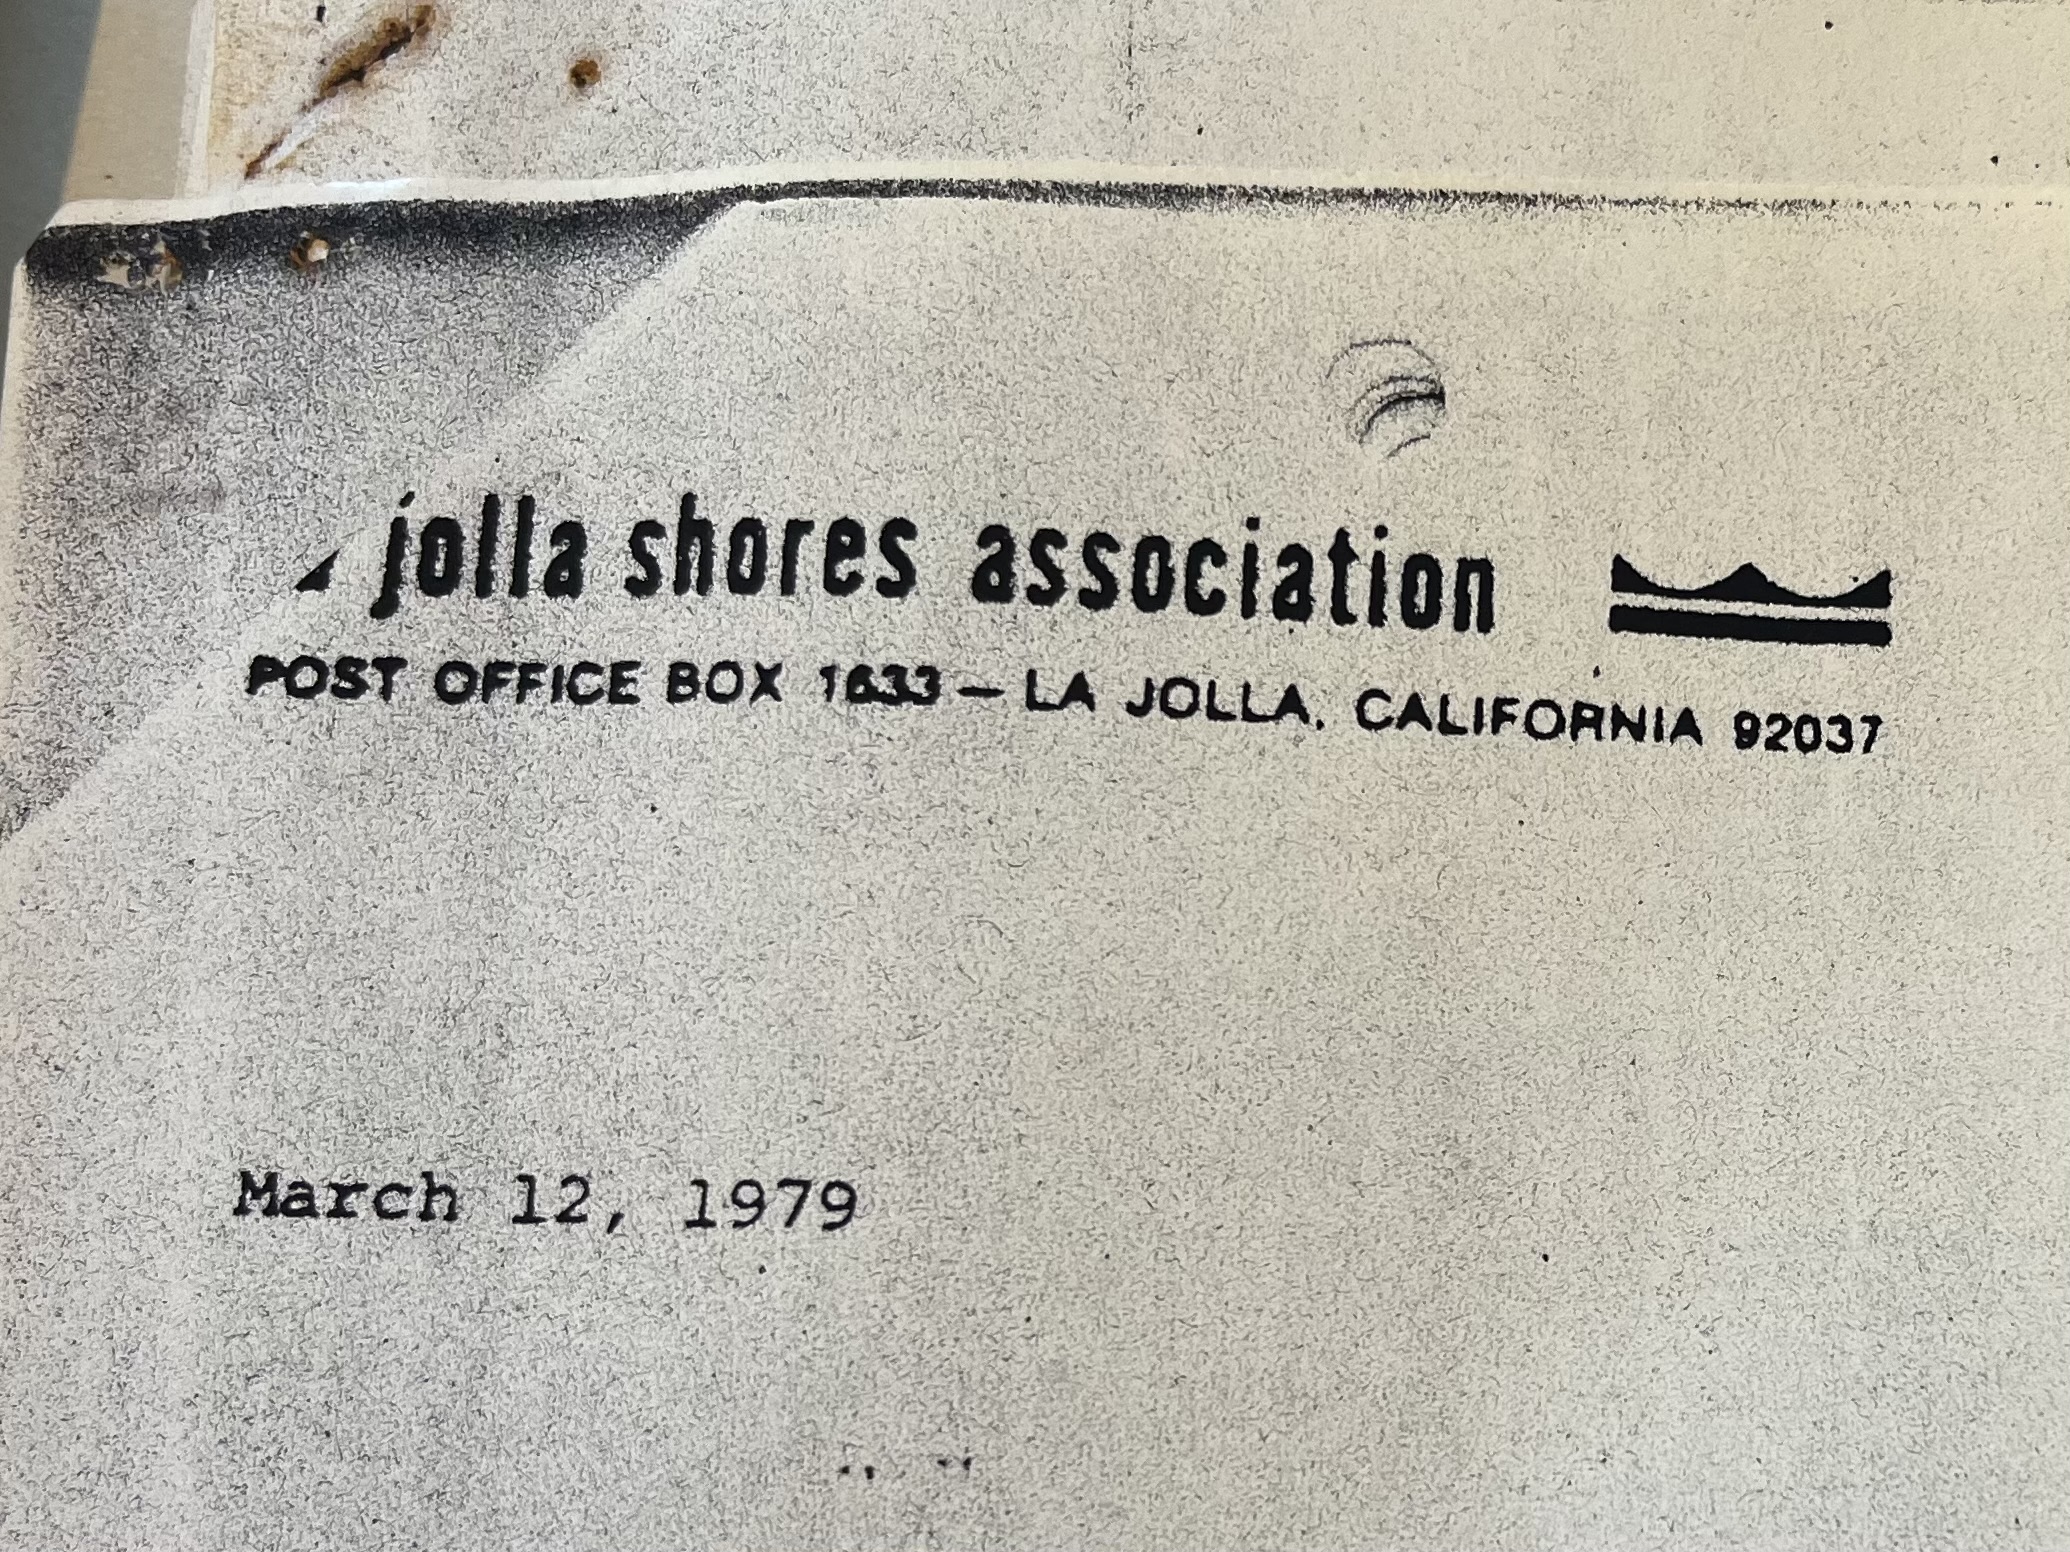 jolla shores association
POST OFFICE BOX 1633 — LA JOLLA, CALIFORNIA 92037
March 12, 1979